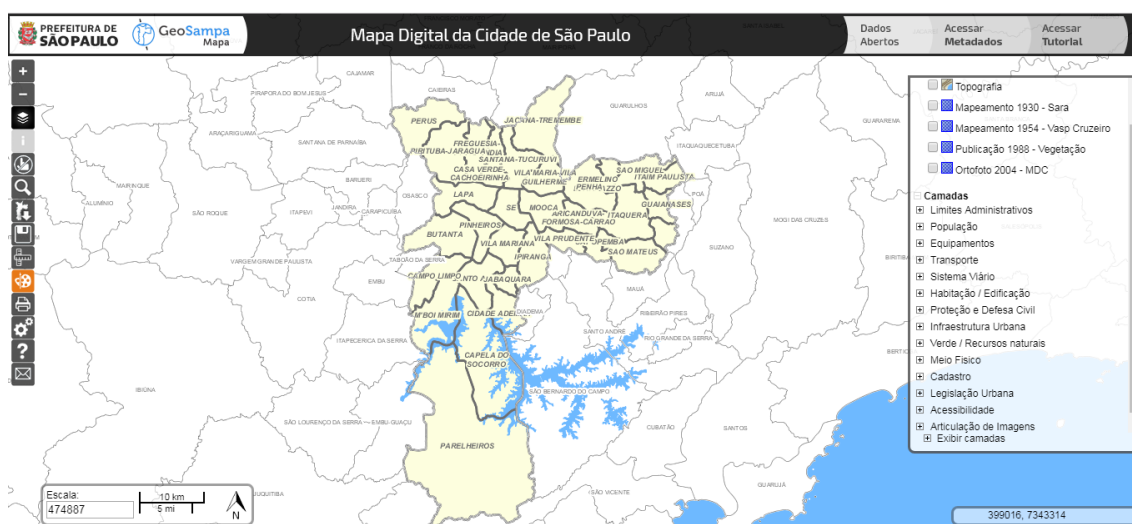 PREFEITURA DE
SÃO PAULO
GeoSampa
Mapa
Mapa Digital da Cidade de São Paulo
Dados
Abertos
Acessar
Metadados
Acessar
Tutorial
Topografia
Mapeamento 1930 - Sara
Mapeamento 1954 - Vasp Cruzeiro
Publicação 1988 - Vegetação
Ortofoto 2004 - MDC
Camadas
Limites Administrativos
População
Equipamentos
Transporte
Sistema Viário
Habitação / Edificação
Proteção e Defesa Civil
Infraestrutura Urbana
Verde / Recursos naturais
Meio Fisico
Cadastro
Legislação Urbana
Acessibilidade
Articulação de Imagens
Exibir camadas
CAJAMAR
PIRAPORA DO BOM JESUS
CAIEIRAS
GUARULHOS
ARUJÁ
GUARAREMA
ARAÇARIGUAMA
SANTANA DE PARNAIBA
ITAQUAQUECETUBA
PERUS
JACANA-TREMEMBE
FREGUESIA-
PIRITUBA-JARAGUA
SANTANA-TUCURUVI
CASA VERDE-
CACHOEIRINHA
VILA MARIA-VILA
GUILHERME
ERMELINO
PENHA
SAO MIGUEL
ITAIM PAULISTA
MAIRINQUE
BARUERI
OSASCO
POÁ
ALUMÍNIO
SÃO ROQUE
ITAPEVI
JANDIRA
CARAPICUÍBA
LAPA
SE
MOOCA
ARICANDUVA-
FORMOSA-CARRAO
ITAQUERA
GUAIANASES
MOGI DAS CRUZES
PINHEIROS
BUTANTA
VILA MARIANA
VILA PRUDENTE
SAO MATEUS
IPIRANGA
SUZANO
VARGEM GRANDE PAULISTA
TABOÃO DA SERRA
EMBU
COTIA
CAMPO LIMPO
JABAQUARA
MAUÁ
M'BOI MIRIM
DIADEMA
RIBEIRÃO PIRES
SANTO ANDRÉ
RIO GRANDE DA SERRA
ITAPECERICA DA SERRA
CAPELA DO
SOCORRO
IBIÚNA
SÃO BERNARDO DO CAMPO
SÃO LOURENÇO DA SERRA
EMBU-GUAÇU
CUBATÃO
SANTOS
PARELHEIROS
GUARUJÁ
SÃO VICENTE
Escala:
474887
10 km
5 mi
N
399016, 7343314